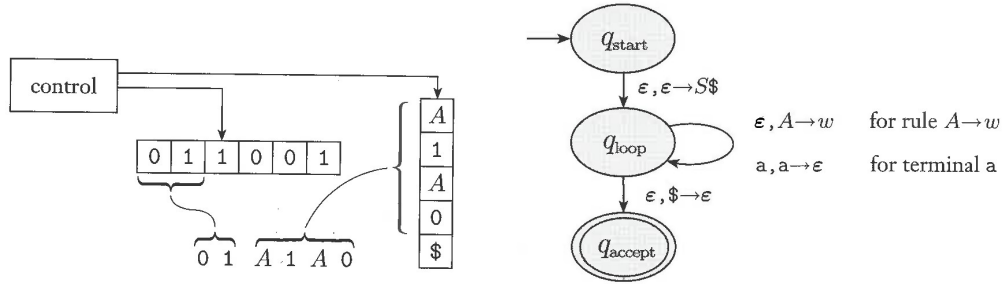 control
0 1 1 0 0 1
0 1 A 1 A 0
A
1
A
0
$
q_start
ε, ε→S$
q_loop
ε, A→w for rule A→w
a, a→ε for terminal a
ε, $→ε
q_accept